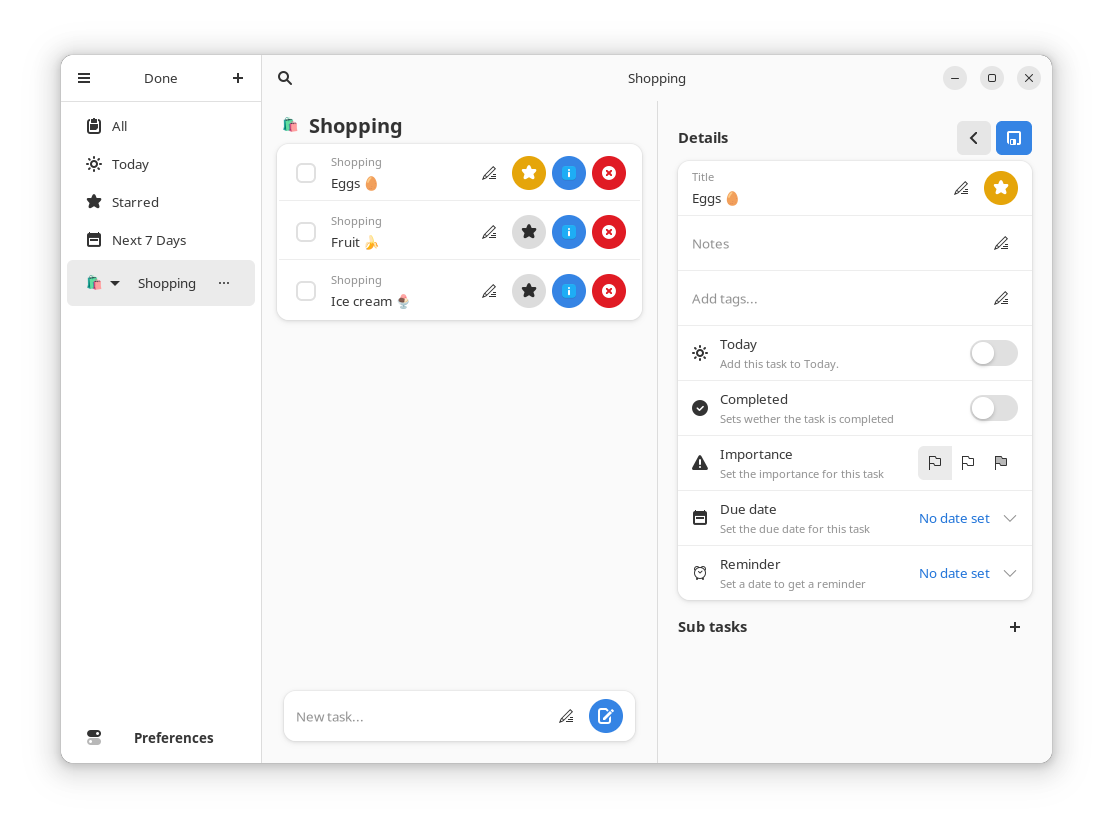 Done
All
Today
Starred
Next 7 Days
🛍️ Shopping ...
Preferences
Shopping
🛍️ Shopping
Shopping
Eggs 🥚
Shopping
Fruit 🍌
Shopping
Ice cream 🍨
New task...
Details
Title
Eggs 🥚
Notes
Add tags...
Today
Add this task to Today.
Completed
Sets wether the task is completed
Importance
Set the importance for this task
Due date
Set the due date for this task
No date set
Reminder
Set a date to get a reminder
No date set
Sub tasks